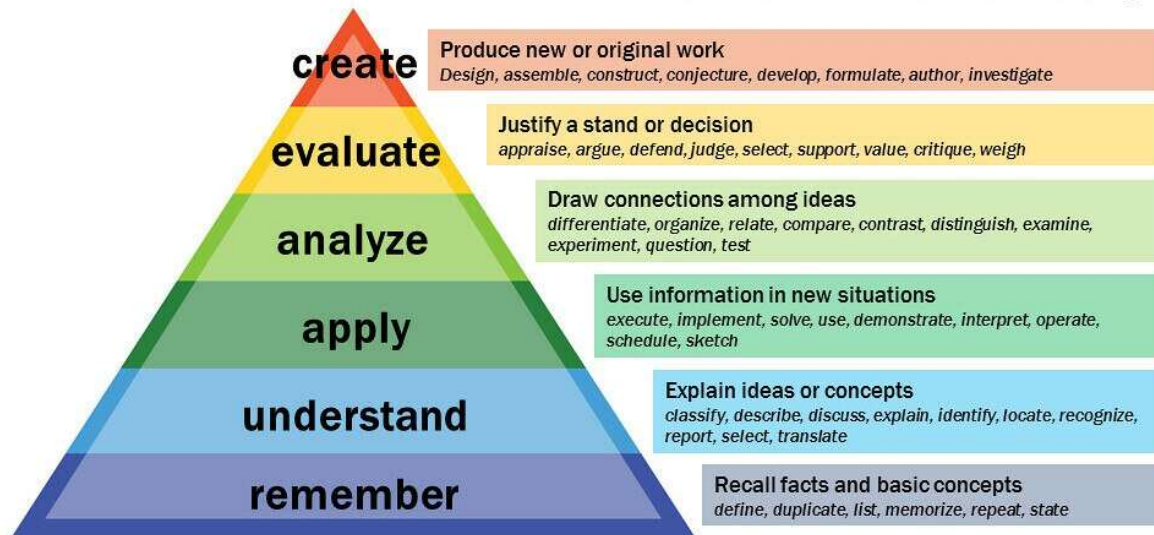 create
Produce new or original work
Design, assemble, construct, conjecture, develop, formulate, author, investigate
evaluate
Justify a stand or decision
appraise, argue, defend, judge, select, support, value, critique, weigh
analyze
Draw connections among ideas
differentiate, organize, relate, compare, contrast, distinguish, examine,
experiment, question, test
apply
Use information in new situations
execute, implement, solve, use, demonstrate, interpret, operate,
schedule, sketch
understand
Explain ideas or concepts
classify, describe, discuss, explain, identify, locate, recognize,
report, select, translate
remember
Recall facts and basic concepts
define, duplicate, list, memorize, repeat, state